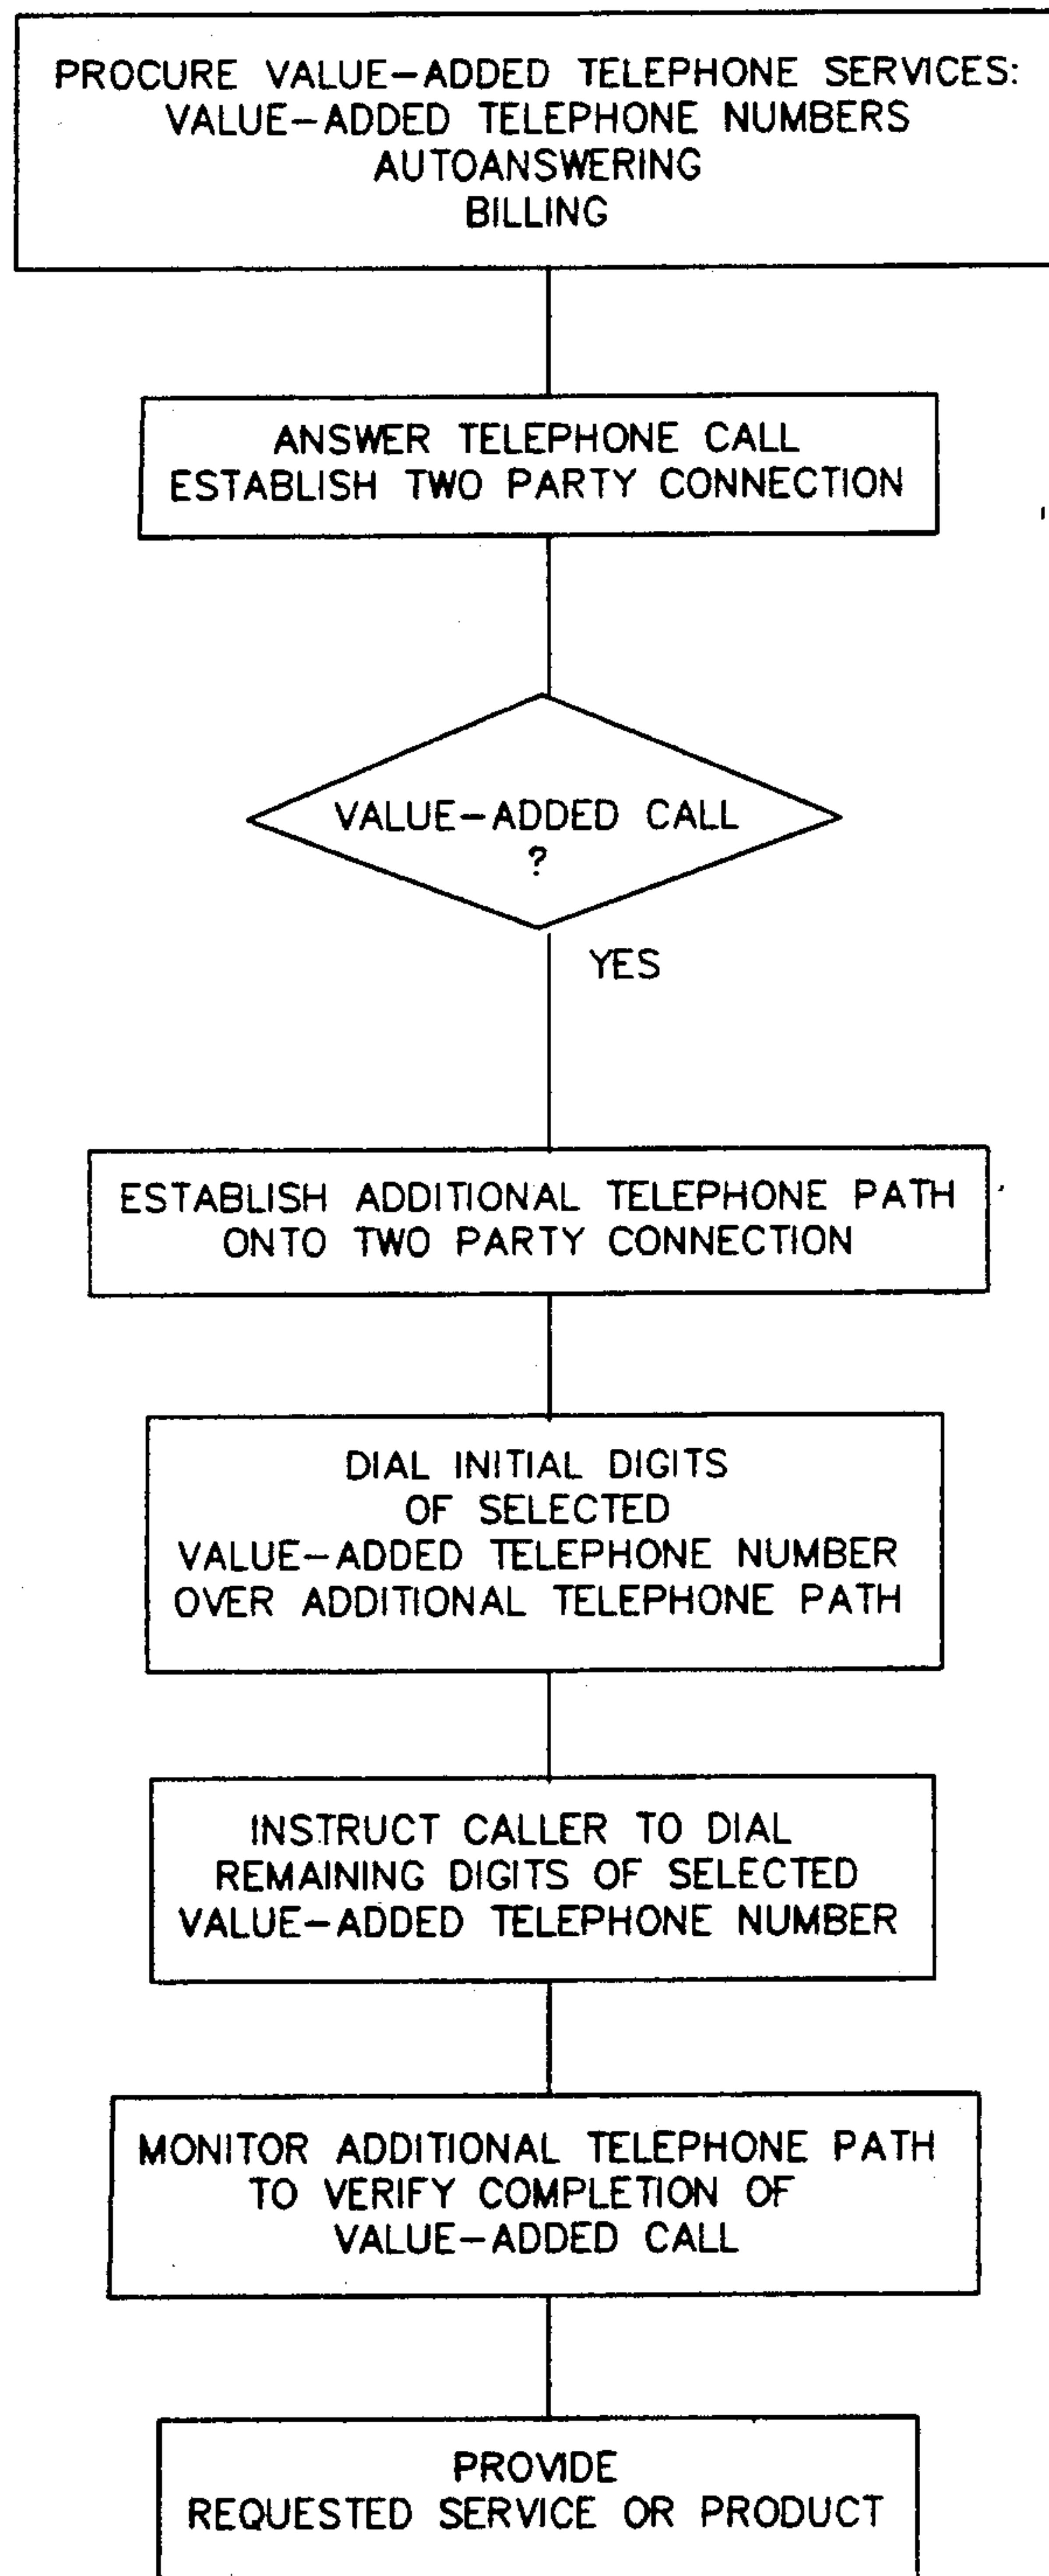 PROCURE VALUE-ADDED TELEPHONE SERVICES:
VALUE-ADDED TELEPHONE NUMBERS
AUTOANSWERING
BILLING
ANSWER TELEPHONE CALL
ESTABLISH TWO PARTY CONNECTION
VALUE-ADDED CALL
?
YES
ESTABLISH ADDITIONAL TELEPHONE PATH
ONTO TWO PARTY CONNECTION
DIAL INITIAL DIGITS
OF SELECTED
VALUE-ADDED TELEPHONE NUMBER
OVER ADDITIONAL TELEPHONE PATH
INSTRUCT CALLER TO DIAL
REMAINING DIGITS OF SELECTED
VALUE-ADDED TELEPHONE NUMBER
MONITOR ADDITIONAL TELEPHONE PATH
TO VERIFY COMPLETION OF
VALUE-ADDED CALL
PROVIDE
REQUESTED SERVICE OR PRODUCT